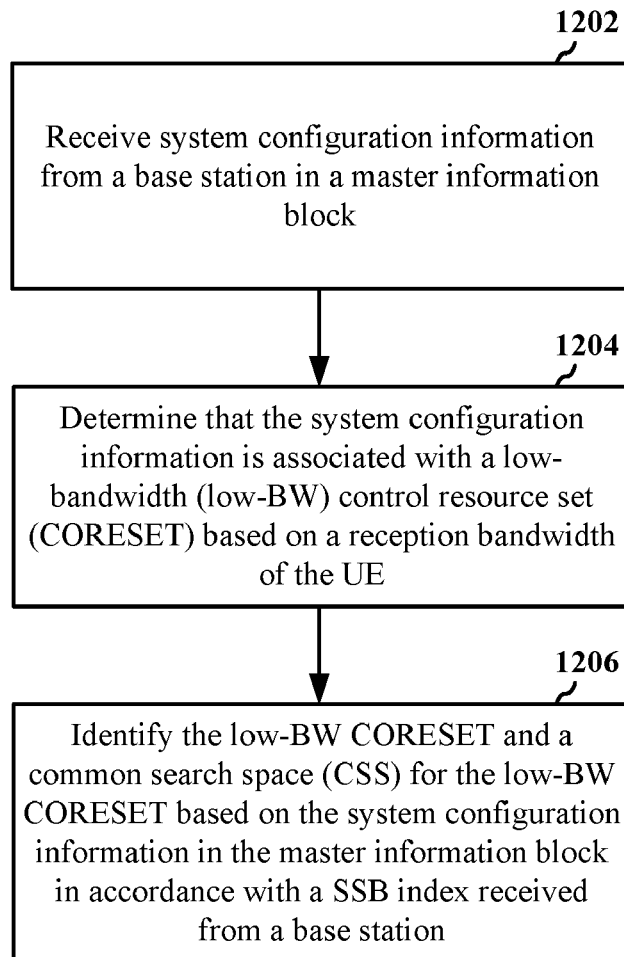 1202
Receive system configuration information
from a base station in a master information
block
1204
Determine that the system configuration
information is associated with a low-
bandwidth (low-BW) control resource set
(CORESET) based on a reception bandwidth
of the UE
1206
Identify the low-BW CORESET and a
common search space (CSS) for the low-BW
CORESET based on the system configuration
information in the master information block
in accordance with a SSB index received
from a base station